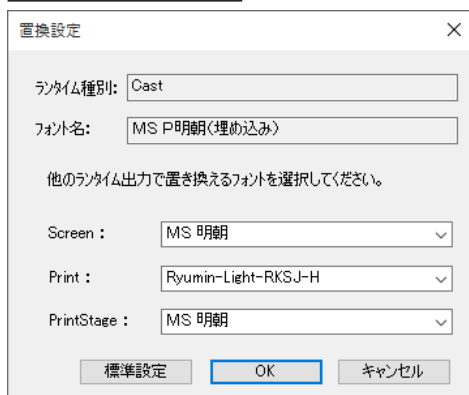 置換設定
ランタイム種別: Cast
フォント名: MS P明朝(埋め込み)
他のランタイム出力で置き換えるフォントを選択してください。
Screen : MS 明朝
Print : Ryumin-Light-RKSJ-H
PrintStage : MS 明朝
標準設定 OK キャンセル